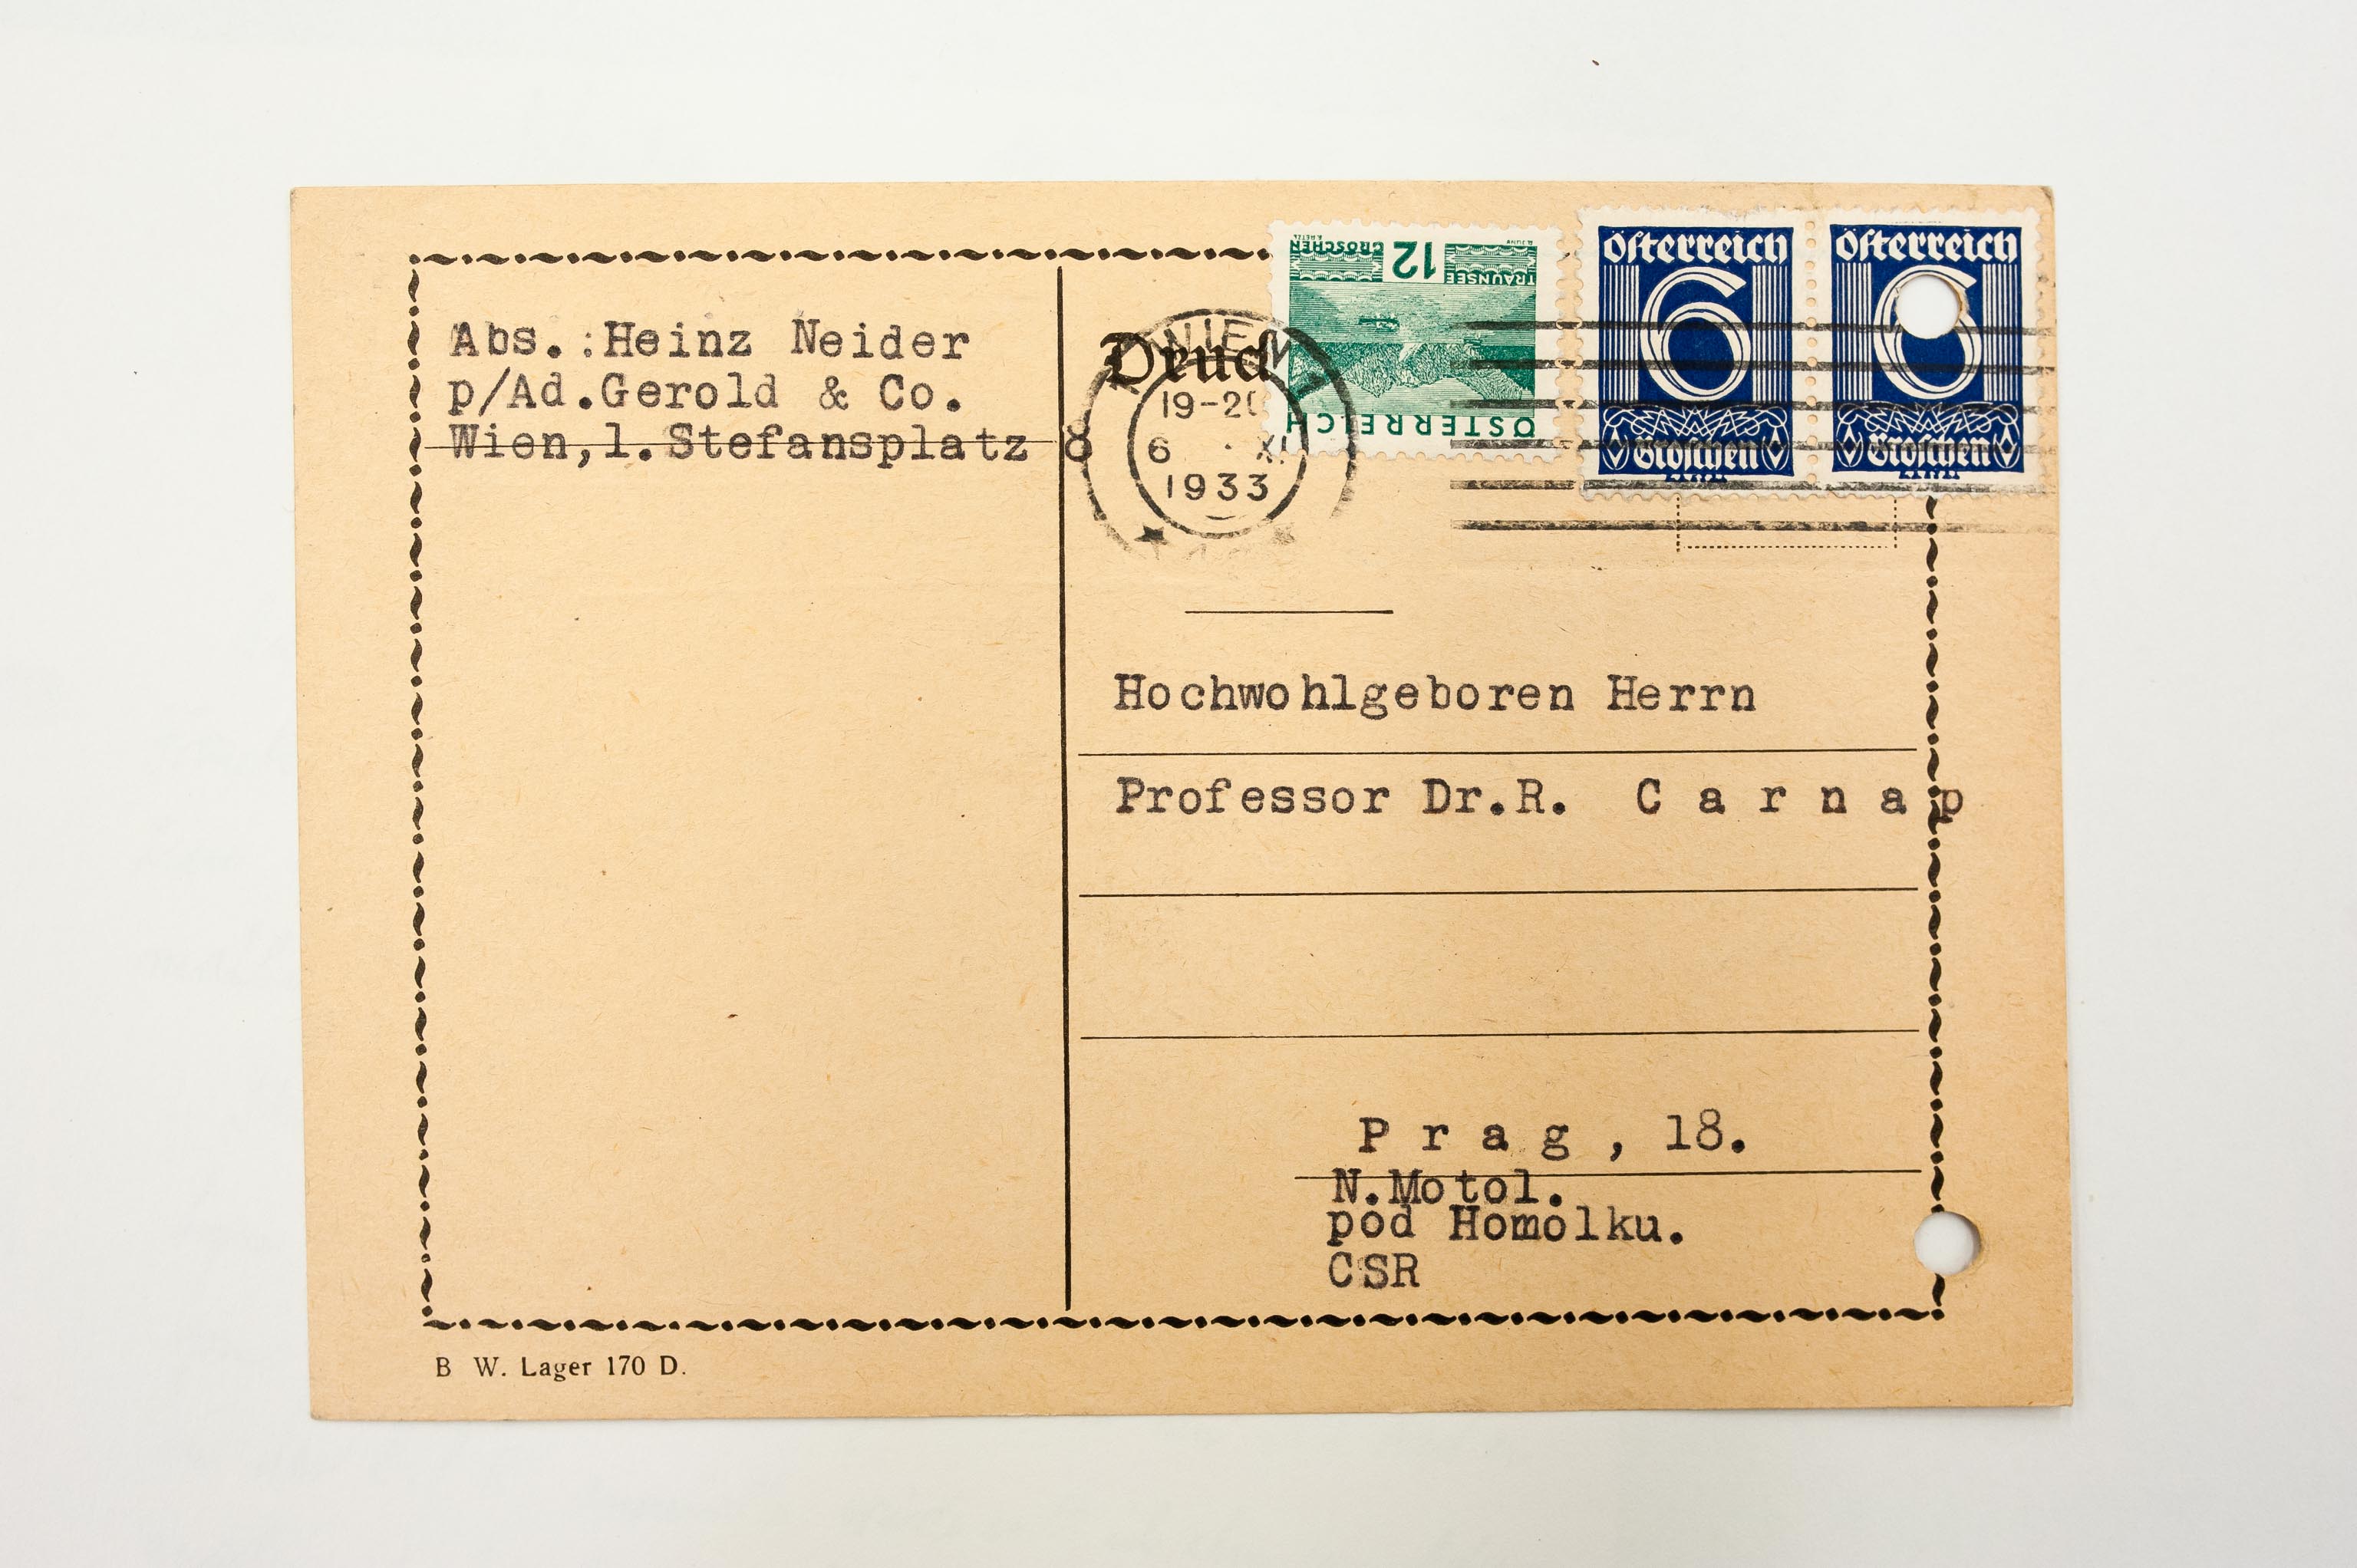 Abs.:Heinz Neider
p/Ad.Gerold & Co.
Wien,1.Stefansplatz 8
Druck
WIEN
19-20
6 · XI
1933
12
GROSCHEN
TRAUNSEE
ÖSTERREICH
Österreich
6
Groschen
Österreich
6
Groschen
Hochwohlgeboren Herrn
Professor Dr.R. C a r n a p
P r a g , 18.
N.Motol.
pod Homolku.
CSR
B W. Lager 170 D.